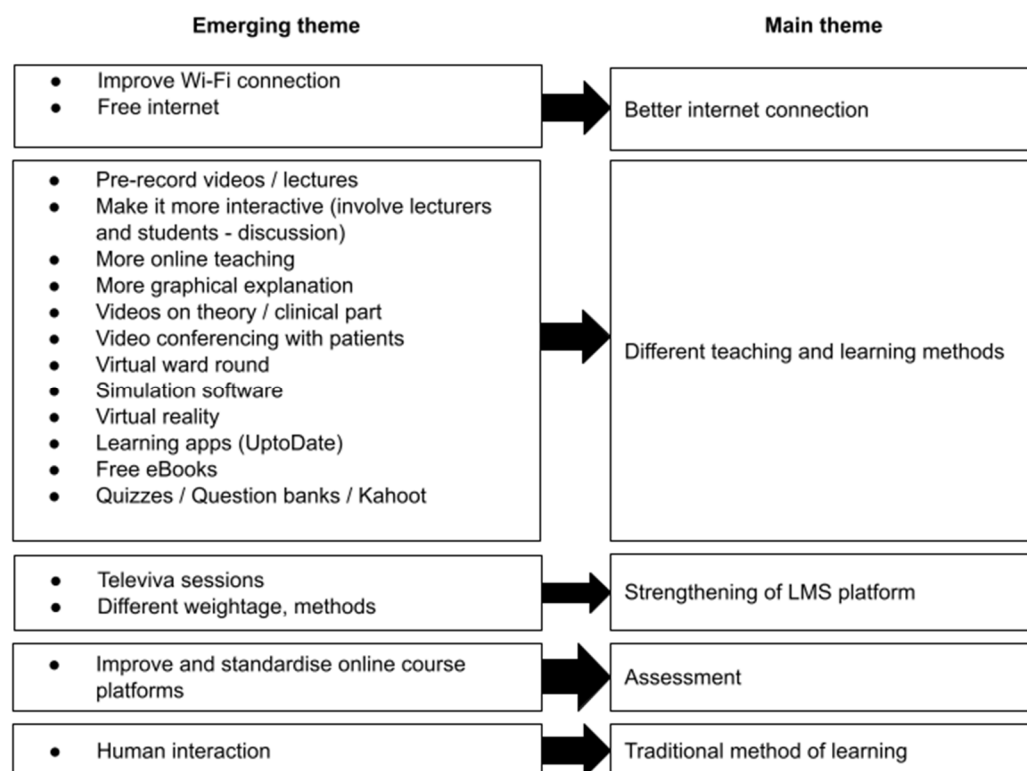 Emerging theme
Main theme
● Improve Wi-Fi connection
● Free internet
Better internet connection
● Pre-record videos / lectures
● Make it more interactive (involve lecturers
and students - discussion)
● More online teaching
● More graphical explanation
● Videos on theory / clinical part
● Video conferencing with patients
● Virtual ward round
● Simulation software
● Virtual reality
● Learning apps (UptoDate)
● Free eBooks
● Quizzes / Question banks / Kahoot
Different teaching and learning methods
● Televiva sessions
● Different weightage, methods
Strengthening of LMS platform
● Improve and standardise online course
platforms
Assessment
● Human interaction
Traditional method of learning